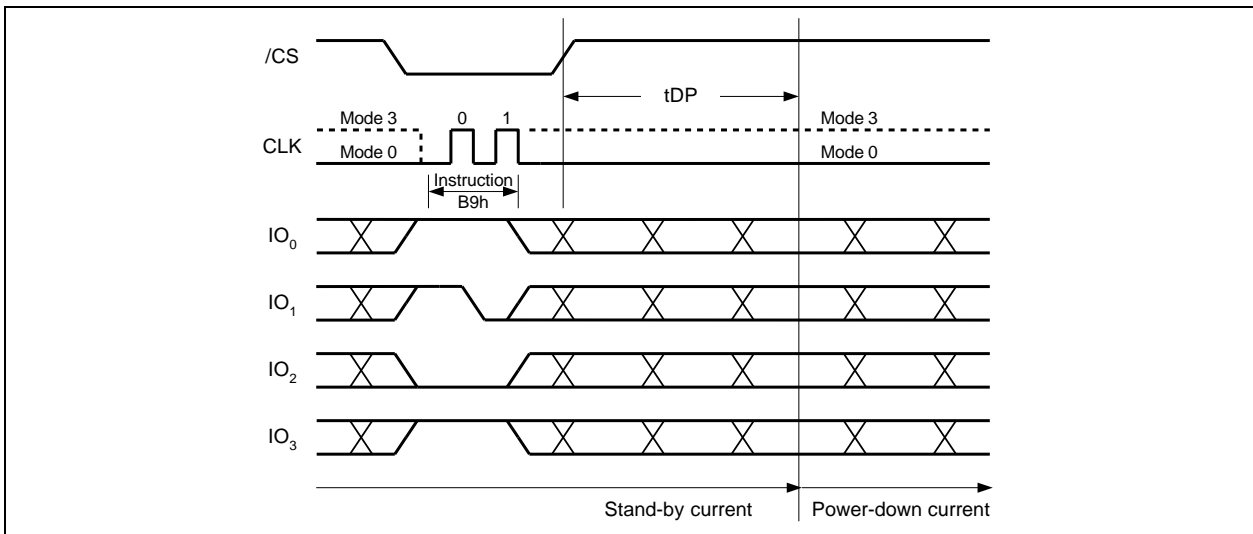 /CS
tDP
Mode 3 0 1 Mode 3
CLK
Mode 0 Mode 0
Instruction
B9h
IO0
IO1
IO2
IO3
Stand-by current Power-down current